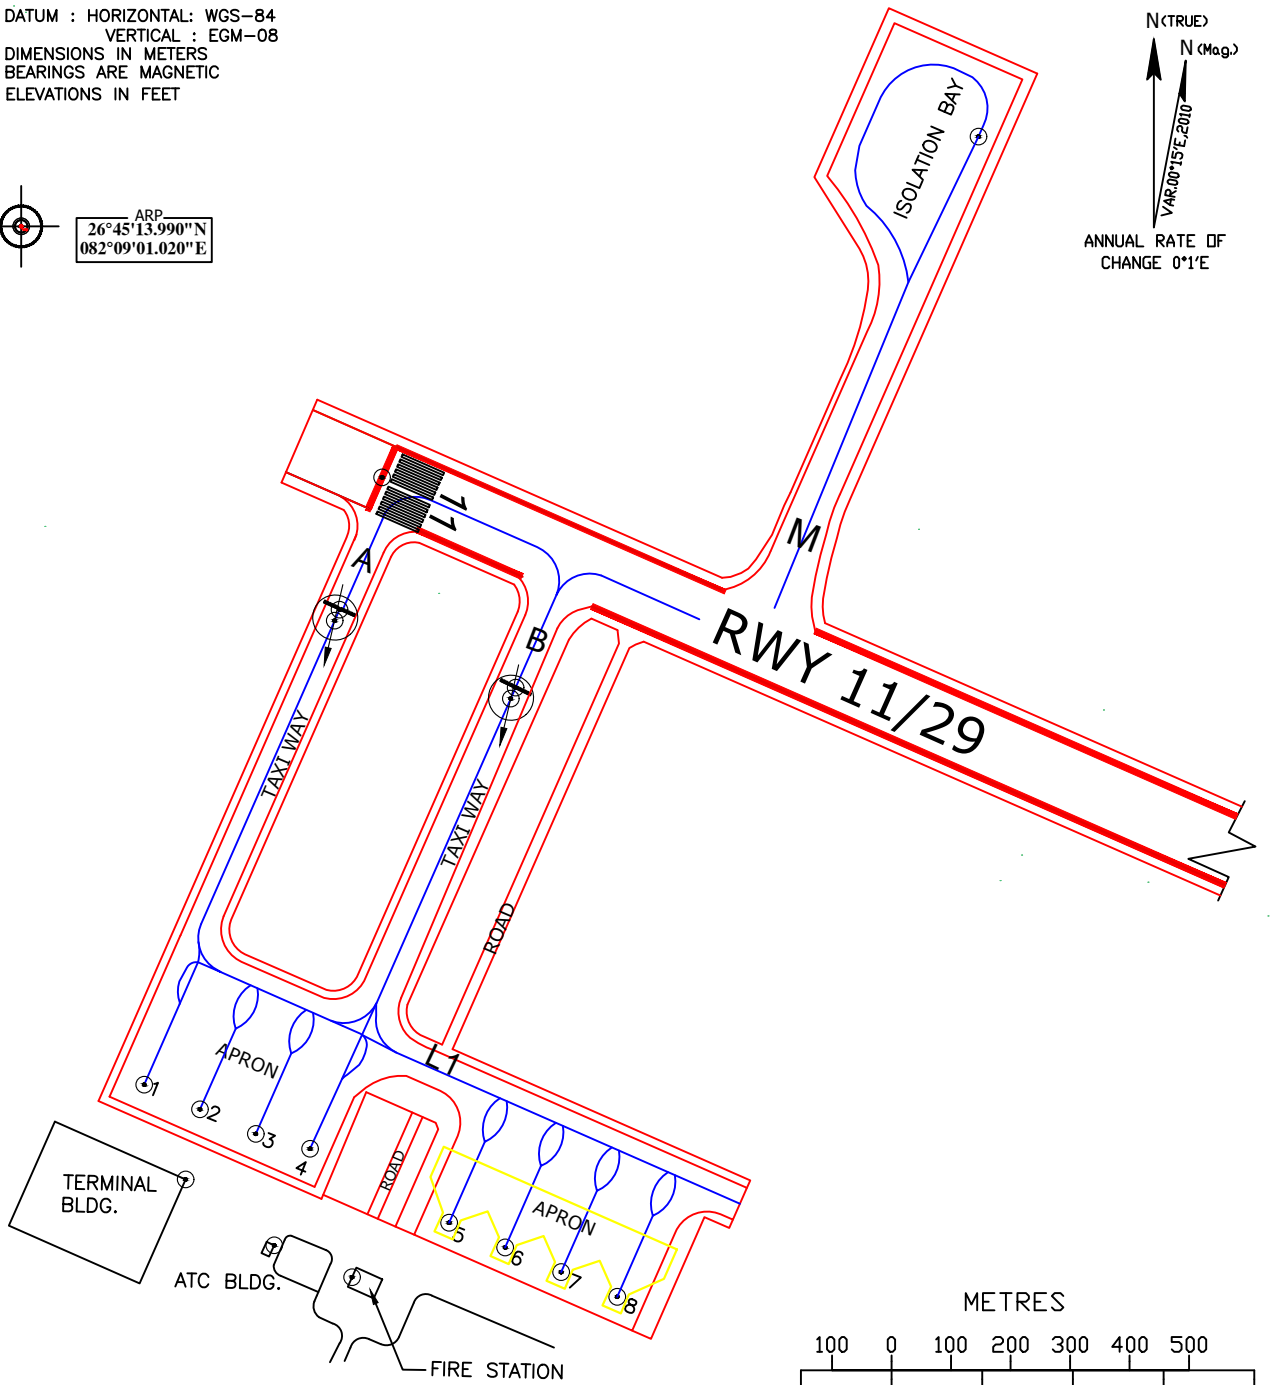 DATUM : HORIZONTAL: WGS-84
VERTICAL : EGM-08
DIMENSIONS IN METERS
BEARINGS ARE MAGNETIC
ELEVATIONS IN FEET
N(TRUE)
N (Mag.)
VAR.00°15'E,2010
ANNUAL RATE OF
CHANGE 0°1'E
ARP
26°45'13.990"N
082°09'01.020"E
ISOLATION BAY
M
A
B
RWY 11/29
1
1
TAXI WAY
TAXI WAY
ROAD
L1
APRON
1
2
3
4
ROAD
APRON
5
6
7
8
TERMINAL
BLDG.
ATC BLDG.
FIRE STATION
METRES
100 0 100 200 300 400 500